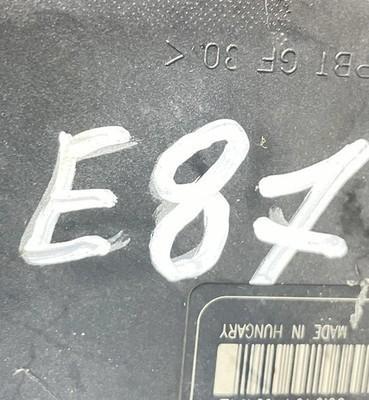 PBT GF 30 <
E87
MADE IN HUNGARY